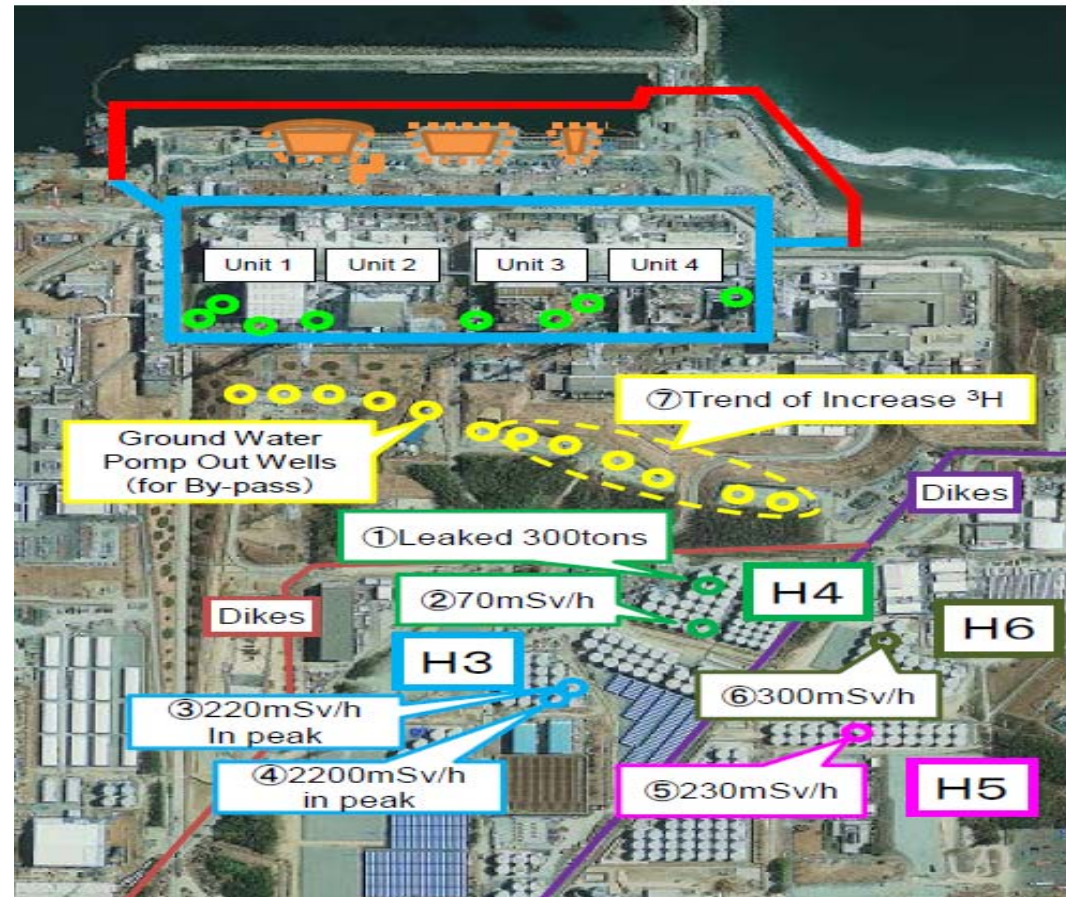 Unit 1
Unit 2
Unit 3
Unit 4
⑦Trend of Increase ³H
Ground Water
Pomp Out Wells
(for By-pass)
Dikes
①Leaked 300tons
②70mSv/h
H4
Dikes
H6
H3
③220mSv/h
In peak
⑥300mSv/h
④2200mSv/h
in peak
⑤230mSv/h
H5